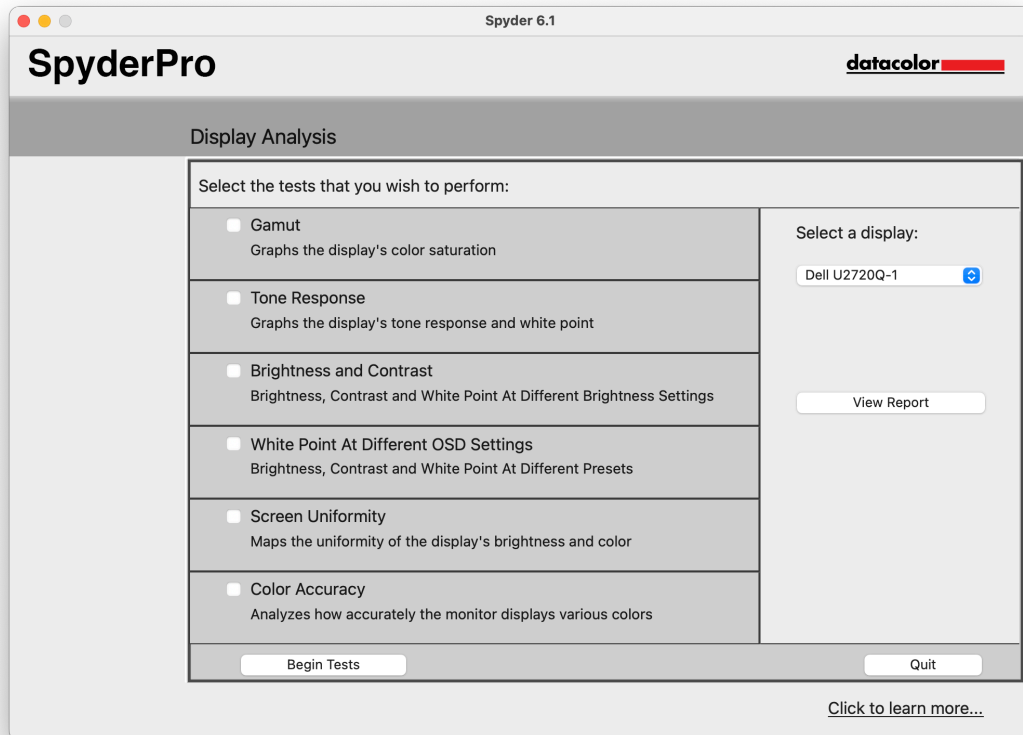 Spyder 6.1
SpyderPro
datacolor
Display Analysis
Select the tests that you wish to perform:
Gamut
Graphs the display's color saturation
Tone Response
Graphs the display's tone response and white point
Brightness and Contrast
Brightness, Contrast and White Point At Different Brightness Settings
White Point At Different OSD Settings
Brightness, Contrast and White Point At Different Presets
Screen Uniformity
Maps the uniformity of the display's brightness and color
Color Accuracy
Analyzes how accurately the monitor displays various colors
Select a display:
Dell U2720Q-1
View Report
Begin Tests
Quit
Click to learn more...